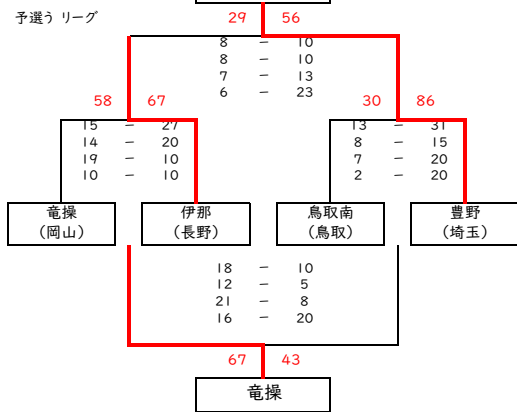 予選う リーグ
29 56
8 − 10
8 − 10
7 − 13
6 − 23
58 67
30 86
15 − 27
14 − 20
19 − 10
10 − 10
13 − 31
8 − 15
7 − 20
2 − 20
竜操
(岡山)
伊那
(長野)
鳥取南
(鳥取)
豊野
(埼玉)
18 − 10
12 − 5
21 − 8
16 − 20
67 43
竜操